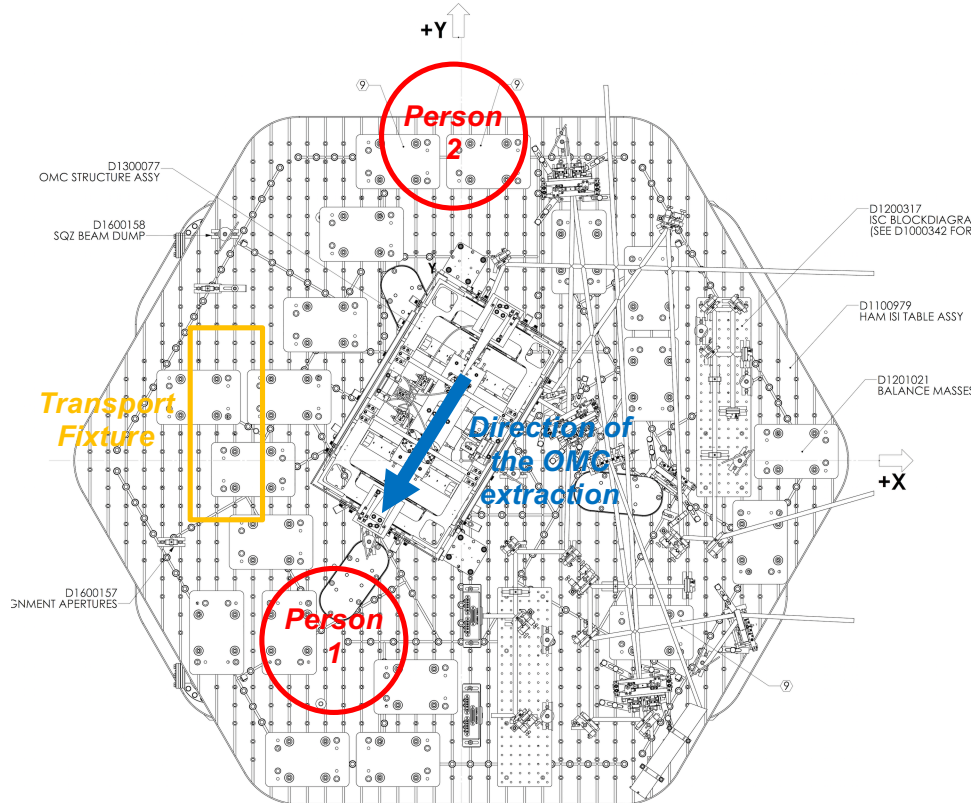 +Y
9
9
Person
2
D1300077
OMC STRUCTURE ASSY
D1600158
SQZ BEAM DUMP
D1200317
ISC BLOCKDIAGRA
(SEE D1000342 FOR
Y
D1100979
HAM ISI TABLE ASSY
D1201021
BALANCE MASSES
Transport
Fixture
Direction of
the OMC
extraction
+X
D1600157
GNMENT APERTURES
Person
1
9